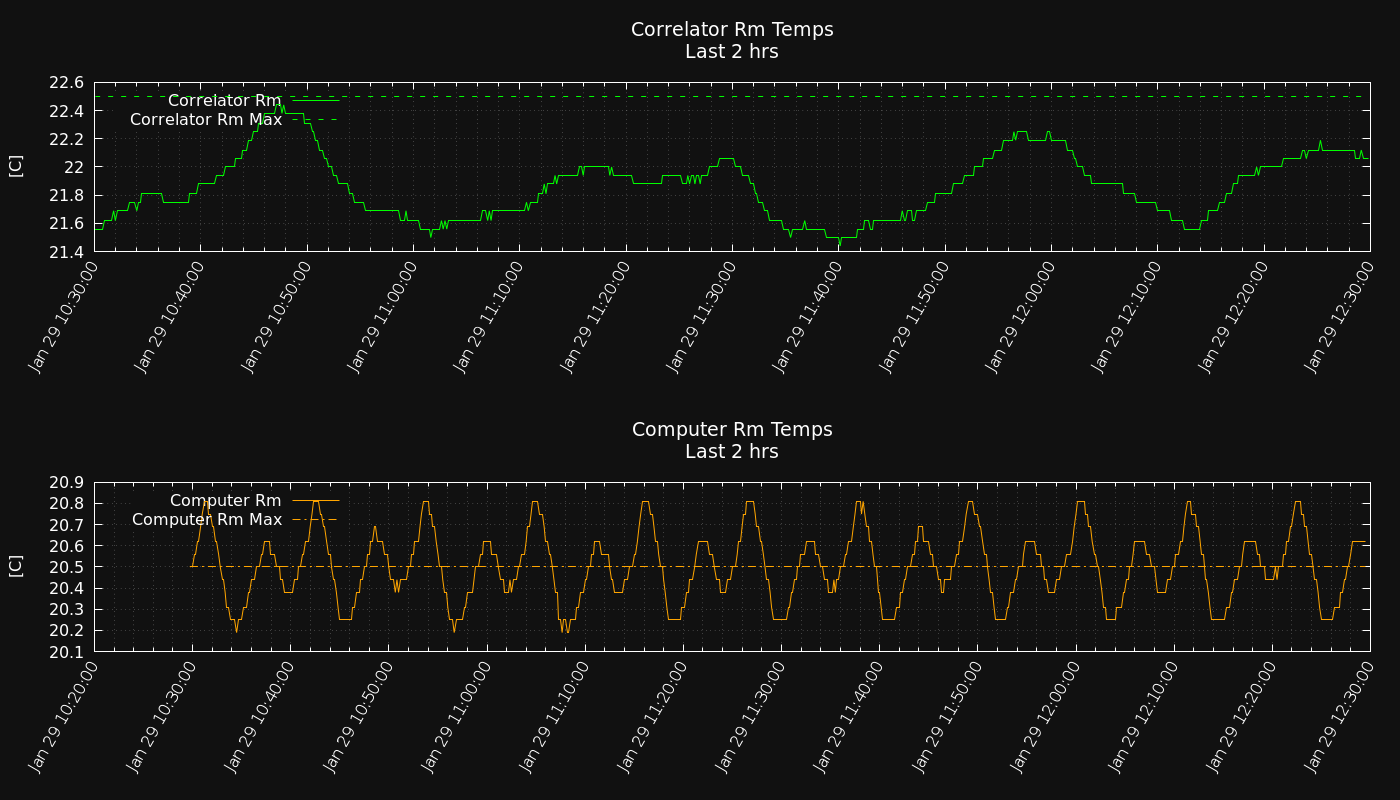 Correlator Rm Temps
Last 2 hrs
22.6
22.4
22.2
22
21.8
21.6
21.4
[C]
Correlator Rm
Correlator Rm Max
Jan 29 10:30:00
Jan 29 10:40:00
Jan 29 10:50:00
Jan 29 11:00:00
Jan 29 11:10:00
Jan 29 11:20:00
Jan 29 11:30:00
Jan 29 11:40:00
Jan 29 11:50:00
Jan 29 12:00:00
Jan 29 12:10:00
Jan 29 12:20:00
Jan 29 12:30:00
Computer Rm Temps
Last 2 hrs
20.9
20.8
20.7
20.6
20.5
20.4
20.3
20.2
20.1
[C]
Computer Rm
Computer Rm Max
Jan 29 10:20:00
Jan 29 10:30:00
Jan 29 10:40:00
Jan 29 10:50:00
Jan 29 11:00:00
Jan 29 11:10:00
Jan 29 11:20:00
Jan 29 11:30:00
Jan 29 11:40:00
Jan 29 11:50:00
Jan 29 12:00:00
Jan 29 12:10:00
Jan 29 12:20:00
Jan 29 12:30:00